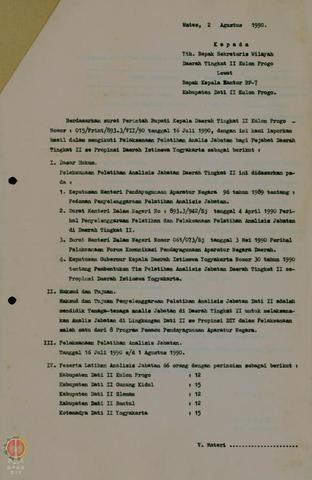 Wates, 2 Agustus 1990.
K e p a d a
Yth. Bapak Sekretaris Wilayah
Daerah Tingkat II Kulon Progo
Lewat
Bapak Kepala Kantor BP-7
Kabupaten Dati II Kulon Progo.
Berdasarkan surat Perintah Bupati Kepala Daerah Tingkat II Kulon Progo
Nomor : 015/Print/893.3/VII/90 tanggal 16 Juli 1990, dengan ini kami laporkan
hasil dalam mengikuti Pelaksanaan Pelatihan Analis Jabatan bagi Pejabat Daerah
Tingkat II se Propinsi Daerah Istimewa Yogyakarta sebagai berikut :
I. Dasar Hukum.
Pelaksanaan Pelatihan Analisis Jabatan Daerah Tingkat II ini didasarkan pa-
da :
1. Keputusan Menteri Pendayagunaan Aparatur Negara 96 tahun 1989 tentang :
Pedoman Penyelenggaraan Pelatihan Analisis Jabatan.
2. Surat Menteri Dalam Negeri No : 893.3/942/Sj tanggal 4 April 1990 Peri-
hal Penyelenggaraan Pelatihan dan Pelatihan Pelatihan Analisis Jabatan
di Daerah Tingkat II.
3. Surat Menteri Dalam Negeri Nomor 061/073/Sj tanggal 3 Mei 1990 Perihal
Pelaksanaan Forum Komunikasi Pendayagunaan Aparatur Negara Daerah.
4. Keputusan Gubernur Kepala Daerah Istimewa Yogyakarta Nomor 30 tahun 1990
tentang Pembentukan Tim Pelatihan Analisis Jabatan Daerah Tingkat II se-
Propinsi Daerah Istimewa Yogyakarta.
II. Maksud dan Tujuan.
Maksud dan Tujuan Penyelenggaraan Pelatihan Analisis Jabatan Dati II adalah
mendidik Tenaga-tenaga analis Jabatan di Daerah Tingkat II untuk melaksana-
kan Analis Jabatan di Lingkungan Dati II se Propinsi DIY dalam Pelaksanaan
salah satu dari 8 Program Pemacu Pendayagunaan Aparatur Negara.
III. Pelaksanaan Pelatihan Analisis Jabatan.
Tanggal 16 Juli 1990 s/d 1 Agustus 1990.
IV. Peserta Latihan Analisis Jabatan 66 orang dengan perincian sebagai berikut :
Kabupaten Dati II Kulon Progo : 12
Kabupaten Dati II Gunung Kidul : 15
Kabupaten Dati II Sleman : 12
Kabupaten Dati II Bantul : 12
Kotamadya Dati II Yogyakarta : 15
V. Materi ....................